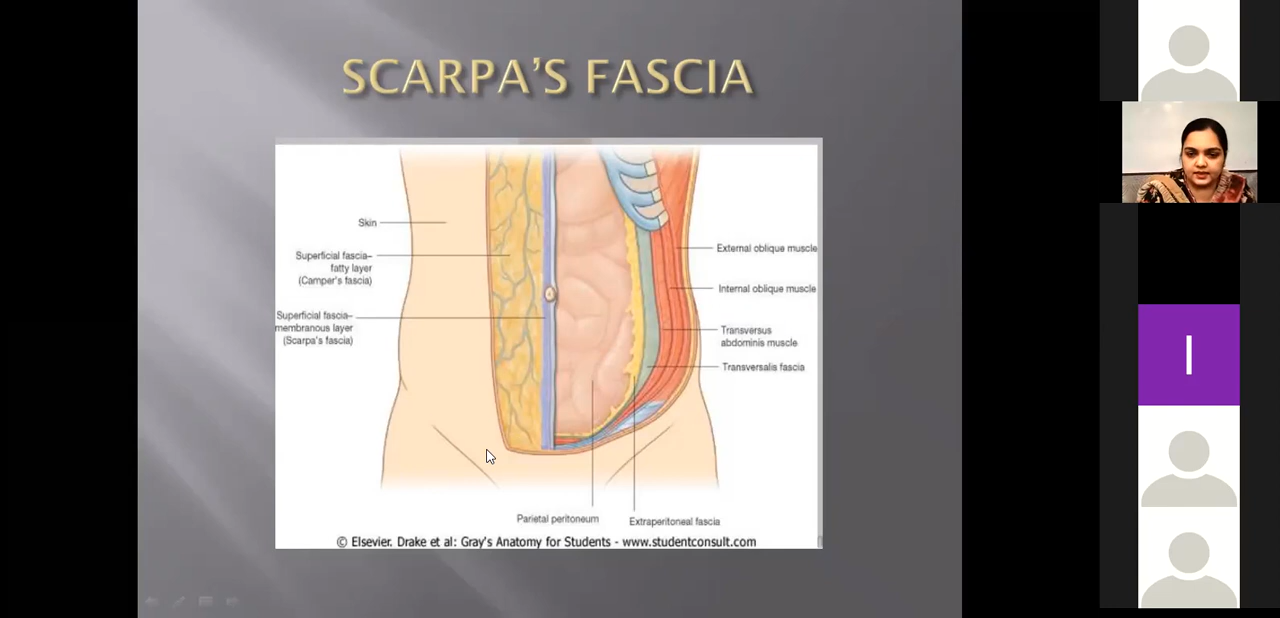 SCARPA'S FASCIA
Skin
Superficial fascia–
fatty layer
(Camper's fascia)
Superficial fascia–
membranous layer
(Scarpa's fascia)
External oblique muscle
Internal oblique muscle
Transversus
abdominis muscle
Transversalis fascia
Parietal peritoneum
Extraperitoneal fascia
© Elsevier. Drake et al: Gray's Anatomy for Students - www.studentconsult.com
I